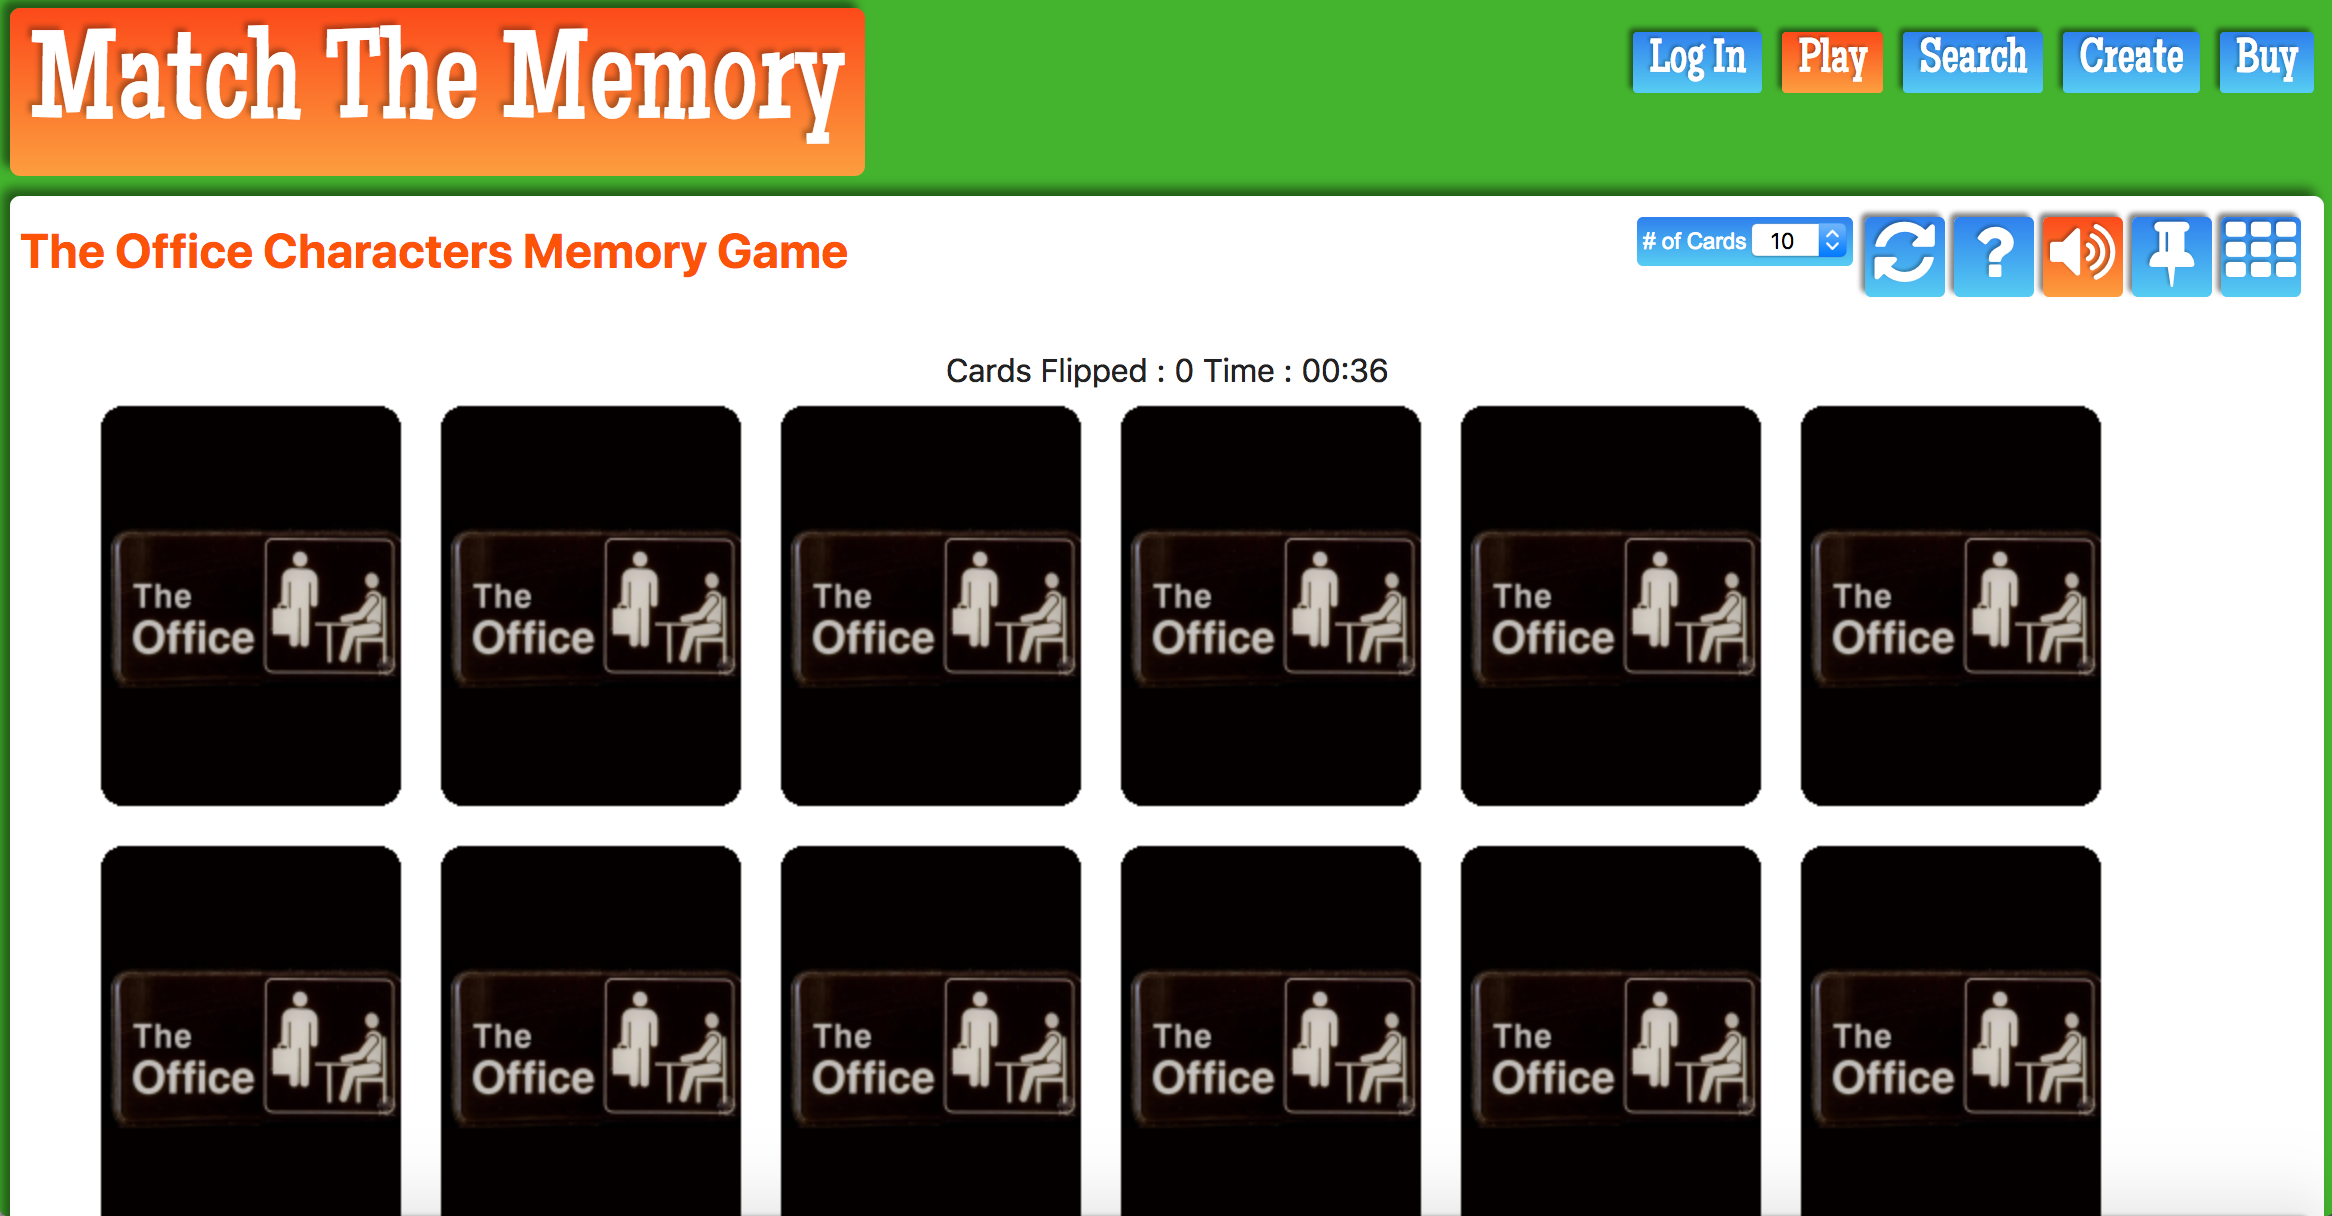 Match The Memory
Log In Play Search Create Buy
The Office Characters Memory Game
# of Cards 10
?
Cards Flipped : 0 Time : 00:36
The The The The The The
Office Office Office Office Office Office
The The The The The The
Office Office Office Office Office Office